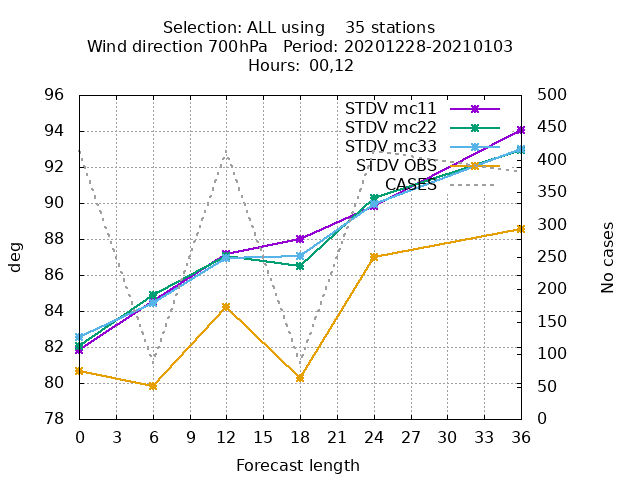 Selection: ALL using    35 stations
Wind direction 700hPa   Period: 20201228-20210103
Hours: 00,12
96
94
92
90
88
86
84
82
80
78
500
450
400
350
300
250
200
150
100
50
0
STDV mc11
STDV mc22
STDV mc33
STDV OBS
CASES
deg
No cases
0 3 6 9 12 15 18 21 24 27 30 33 36
Forecast length